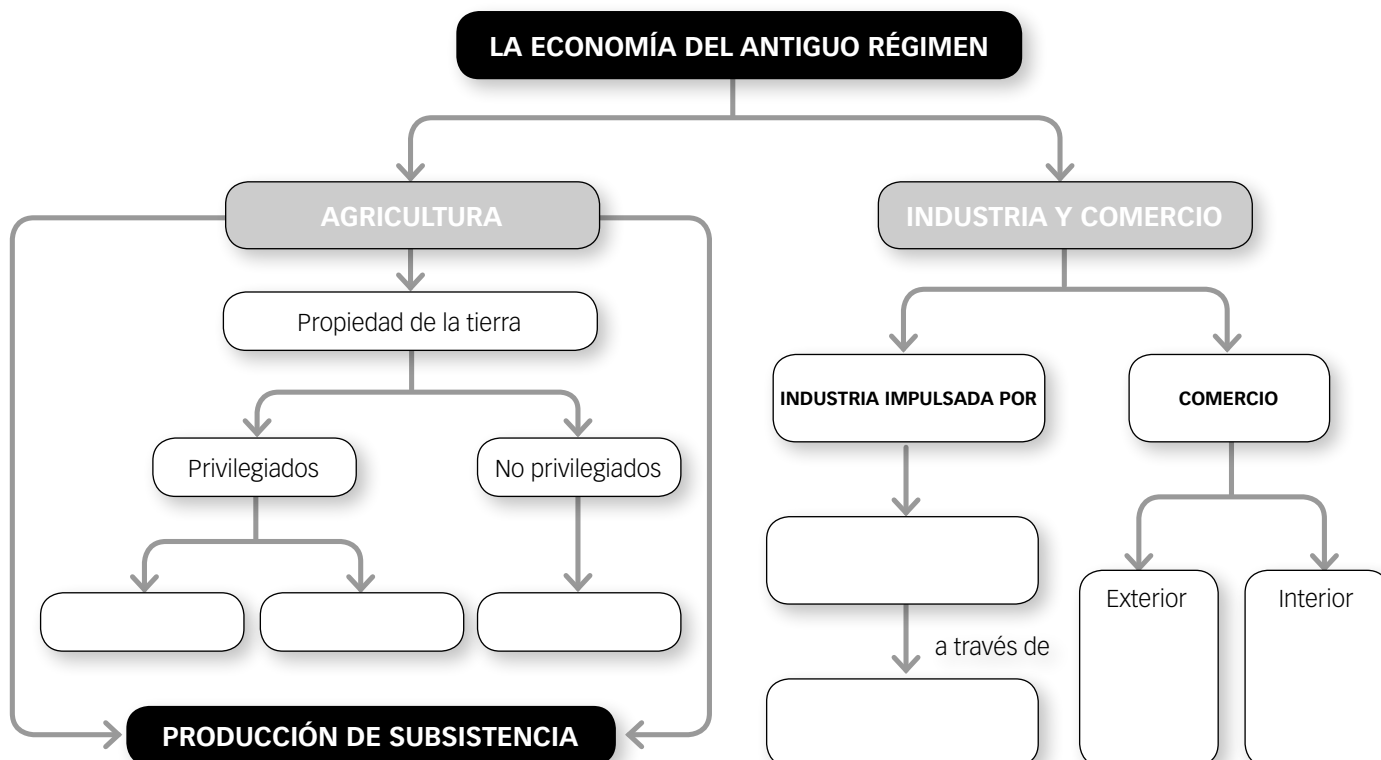 LA ECONOMÍA DEL ANTIGUO RÉGIMEN
AGRICULTURA
INDUSTRIA Y COMERCIO
Propiedad de la tierra
INDUSTRIA IMPULSADA POR
COMERCIO
Privilegiados
No privilegiados
a través de
Exterior
Interior
PRODUCCIÓN DE SUBSISTENCIA